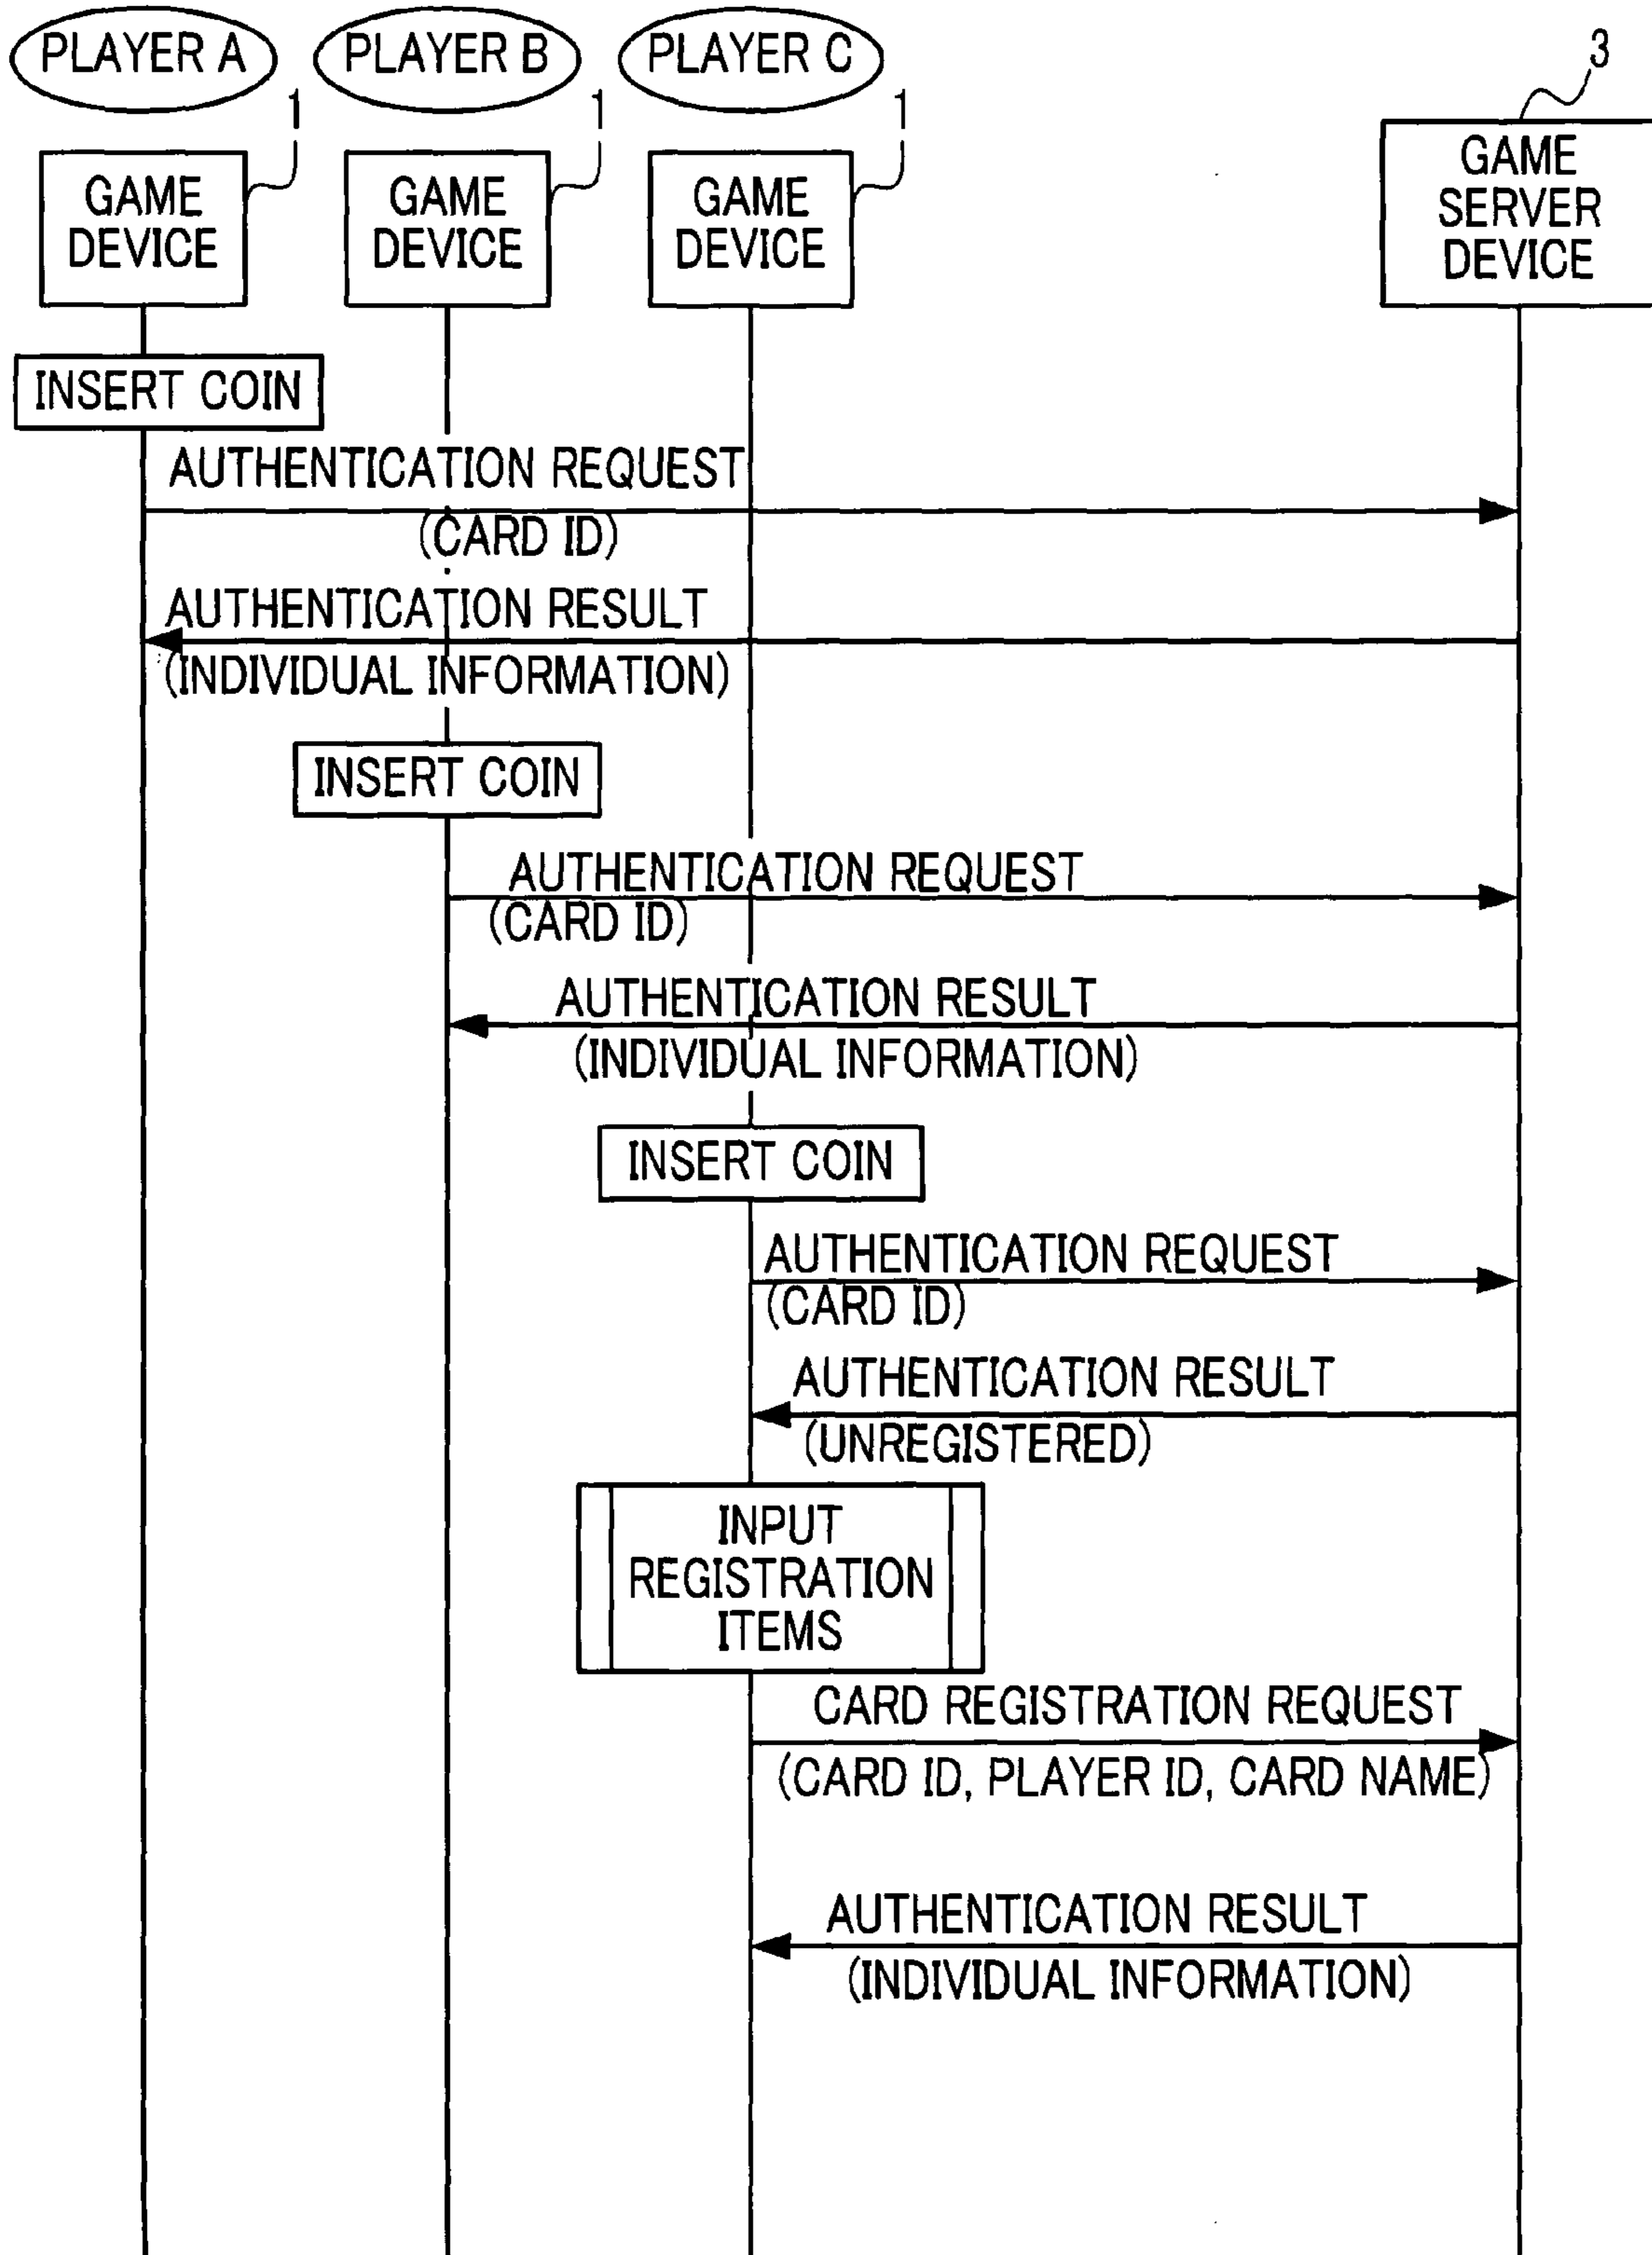 PLAYER A
PLAYER B
PLAYER C
3
1
1
1
GAME
DEVICE
GAME
DEVICE
GAME
DEVICE
GAME
SERVER
DEVICE
INSERT COIN
AUTHENTICATION REQUEST
(CARD ID)
AUTHENTICATION RESULT
(INDIVIDUAL INFORMATION)
INSERT COIN
AUTHENTICATION REQUEST
(CARD ID)
AUTHENTICATION RESULT
(INDIVIDUAL INFORMATION)
INSERT COIN
AUTHENTICATION REQUEST
(CARD ID)
AUTHENTICATION RESULT
(UNREGISTERED)
INPUT
REGISTRATION
ITEMS
CARD REGISTRATION REQUEST
(CARD ID, PLAYER ID, CARD NAME)
AUTHENTICATION RESULT
(INDIVIDUAL INFORMATION)